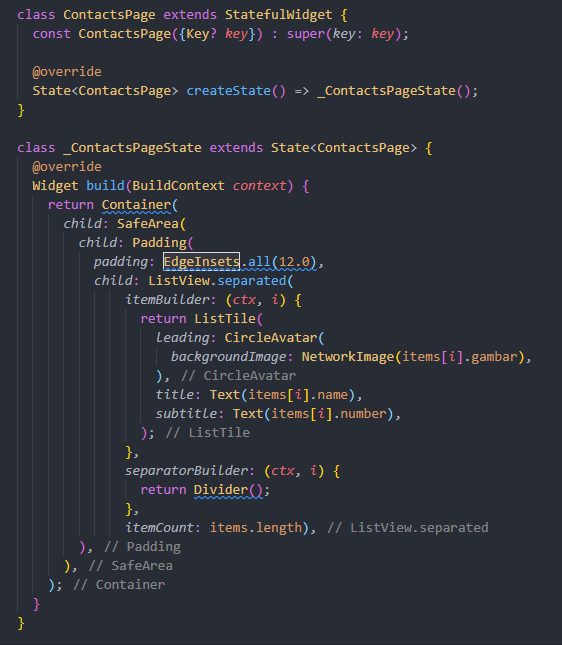 class ContactsPage extends StatefulWidget {
  const ContactsPage({Key? key}) : super(key: key);

  @override
  State<ContactsPage> createState() => _ContactsPageState();
}

class _ContactsPageState extends State<ContactsPage> {
  @override
  Widget build(BuildContext context) {
    return Container(
      child: SafeArea(
        child: Padding(
          padding: EdgeInsets.all(12.0),
          child: ListView.separated(
              itemBuilder: (ctx, i) {
                return ListTile(
                  leading: CircleAvatar(
                    backgroundImage: NetworkImage(items[i].gambar),
                  ), // CircleAvatar
                  title: Text(items[i].name),
                  subtitle: Text(items[i].number),
                ); // ListTile
              },
              separatorBuilder: (ctx, i) {
                return Divider();
              },
              itemCount: items.length), // ListView.separated
        ), // Padding
      ), // SafeArea
    ); // Container
  }
}